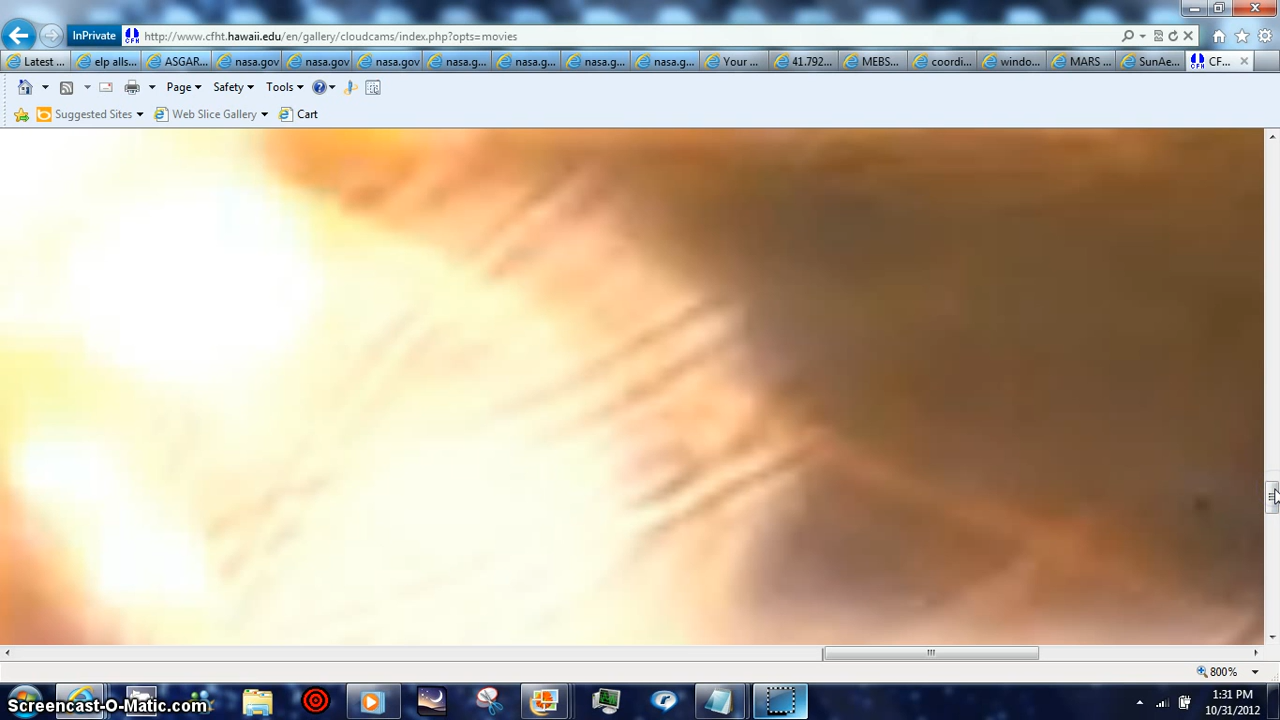 InPrivate http://www.cfht.hawaii.edu/en/gallery/cloudcams/index.php?opts=movies
Latest ... elp alls... ASGAR... nasa.gov nasa.gov nasa.gov nasa.g... nasa.g... nasa.g... nasa.g... Your ... 41.792... MEBS... coordi... windo... MARS ... SunAe... CF...
Page Safety Tools
Suggested Sites Web Slice Gallery Cart
800%
1:31 PM
Screencast-O-Matic.com 10/31/2012